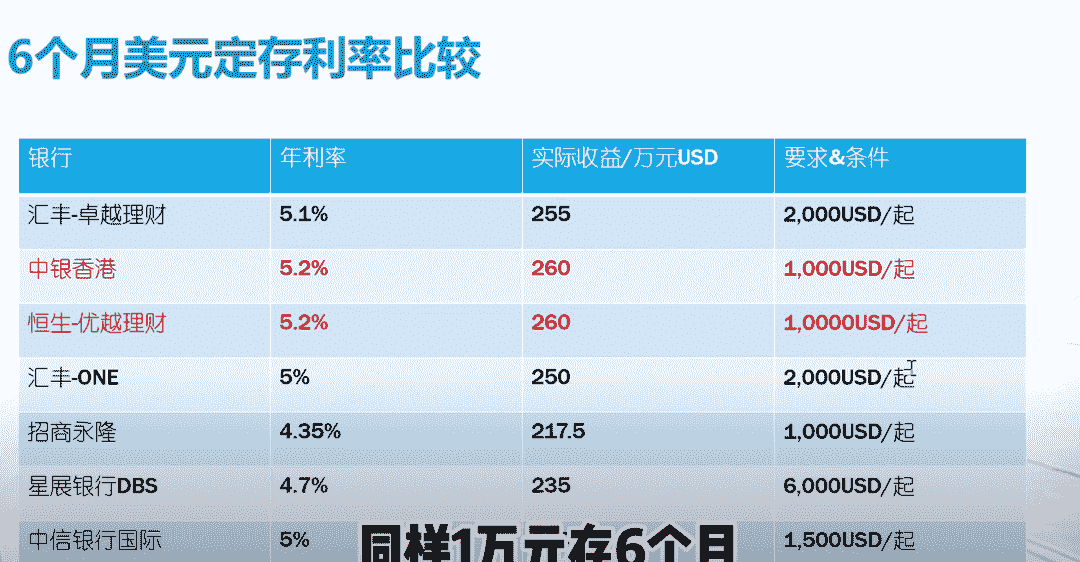 6个月美元定存利率比较
银行 年利率 实际收益/万元USD 要求&条件
汇丰-卓越理财 5.1% 255 2,000USD/起
中银香港 5.2% 260 1,000USD/起
恒生-优越理财 5.2% 260 1,0000USD/起
汇丰-ONE 5% 250 2,000USD/起
招商永隆 4.35% 217.5 1,000USD/起
星展银行DBS 4.7% 235 6,000USD/起
中信银行国际 5% 1,500USD/起
同样1万元存6个月